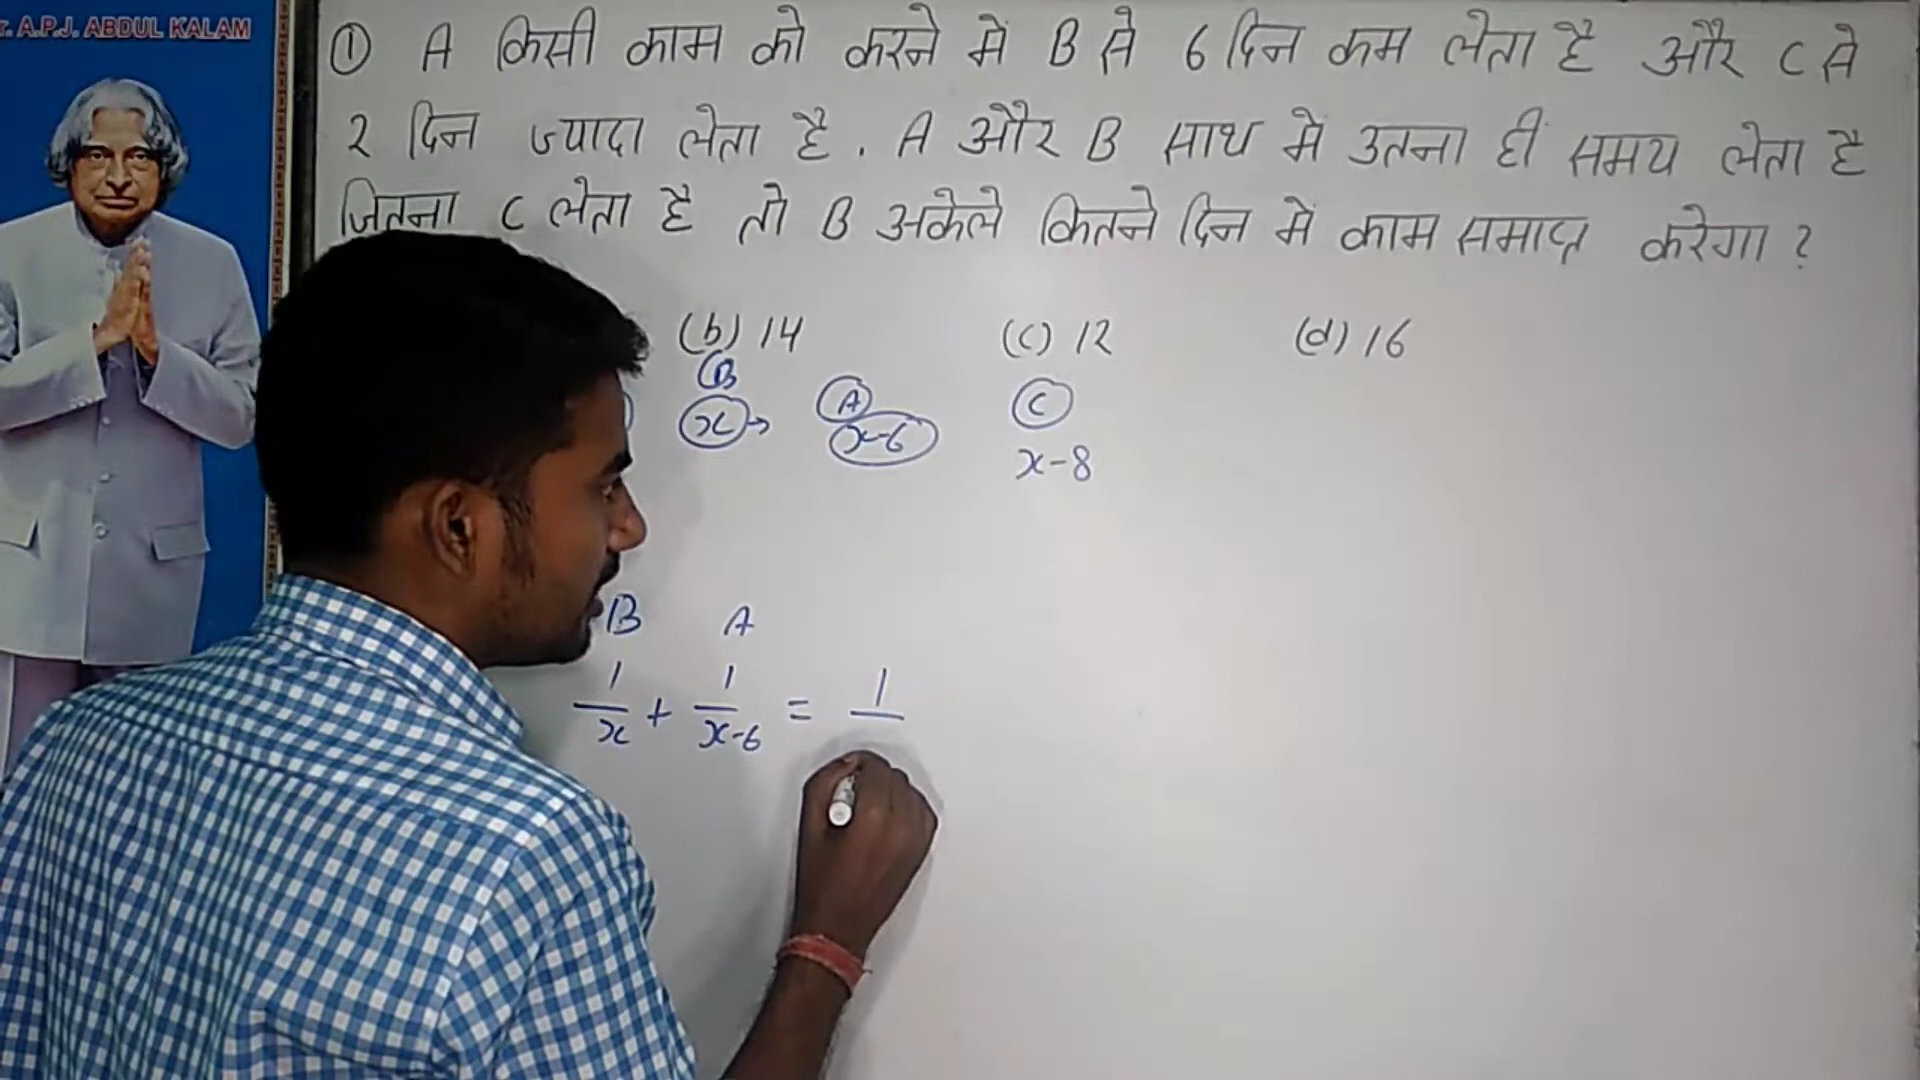 r. A.P.J. ABDUL KALAM
① A किसी काम को करने में B से 6 दिन कम लेता है और C से
2 दिन ज्यादा लेता है. A और B साथ में उतना ही समय लेता है
जितना C लेता है तो B अकेले कितने दिन में काम समाप्त करेगा ?
(b) 14 (c) 12 (d) 16
B A C
x → x-6 x-8
B A
1/x + 1/x-6 = 1